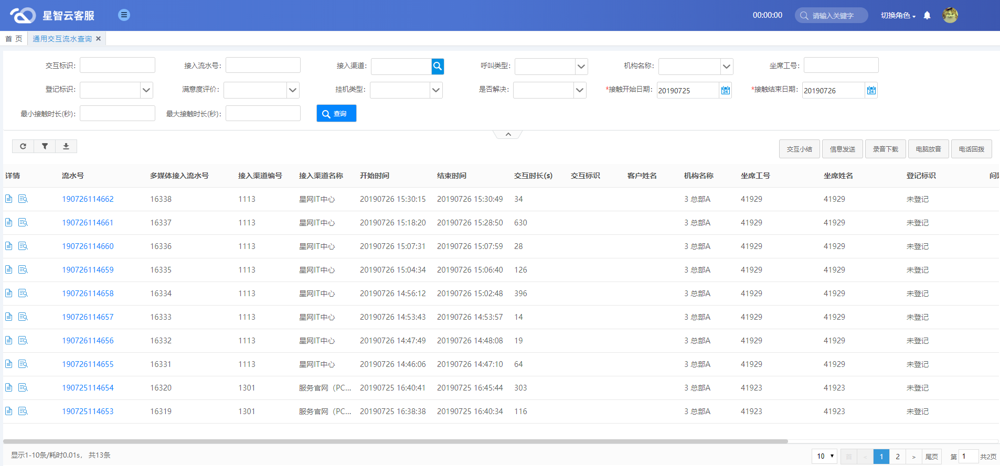 星智云客服 00:00:00 请输入关键字 切换角色
首 页 通用交互流水查询 ×
交互标识: 接入流水号: 接入渠道: 呼叫类型: 机构名称: 坐席工号:
登记标识: 满意度评价: 挂机类型: 是否解决: *接触开始日期: 20190725 24 *接触结束日期: 20190726 24
最小接触时长(秒): 最大接触时长(秒): 查询
交互小结 信息发送 录音下载 电脑放音 电话回拨
详情 流水号 多媒体接入流水号 接入渠道编号 接入渠道名称 开始时间 结束时间 交互时长(s) 交互标识 客户姓名 机构名称 坐席工号 坐席姓名 登记标识
190726114662 16338 1113 星网IT中心 20190726 15:30:15 20190726 15:30:49 34 3 总部A 41929 41929 未登记
190726114661 16337 1113 星网IT中心 20190726 15:18:20 20190726 15:28:50 630 3 总部A 41929 41929 未登记
190726114660 16336 1113 星网IT中心 20190726 15:07:31 20190726 15:07:59 28 3 总部A 41929 41929 未登记
190726114659 16335 1113 星网IT中心 20190726 15:04:34 20190726 15:06:40 126 3 总部A 41929 41929 未登记
190726114658 16334 1113 星网IT中心 20190726 14:56:12 20190726 15:02:48 396 3 总部A 41929 41929 未登记
190726114657 16333 1113 星网IT中心 20190726 14:53:43 20190726 14:53:57 14 3 总部A 41929 41929 未登记
190726114656 16332 1113 星网IT中心 20190726 14:47:49 20190726 14:48:08 19 3 总部A 41929 41929 未登记
190726114655 16331 1113 星网IT中心 20190726 14:46:06 20190726 14:47:10 64 3 总部A 41929 41929 未登记
190725114654 16320 1301 服务官网（PC... 20190725 16:40:41 20190725 16:45:44 303 3 总部A 41923 41923 未登记
190725114653 16319 1301 服务官网（PC... 20190725 16:38:38 20190725 16:40:34 116 3 总部A 41923 41923 未登记
显示1-10条/耗时0.01s， 共13条 10 首 < 1 2 > 尾页 第 1 共2页